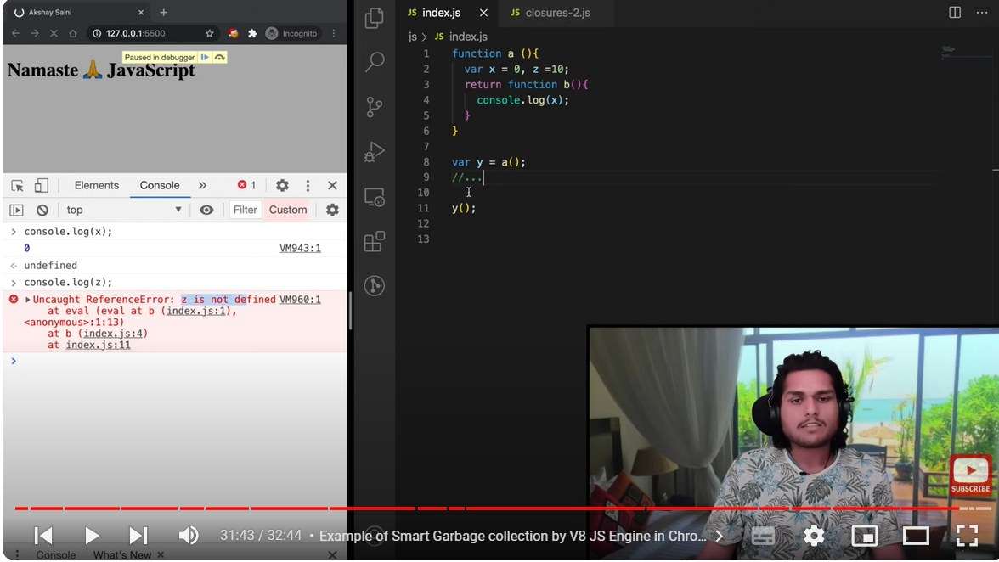 Akshay Saini
127.0.0.1:5500
Incognito
Paused in debugger
Namaste 🙏 JavaScript
Elements
Console
1
top
Filter
Custom
console.log(x);
0
VM943:1
undefined
console.log(z);
Uncaught ReferenceError: z is not defined VM960:1
at eval (eval at b (index.js:1),
<anonymous>:1:13)
at b (index.js:4)
at index.js:11
Console
What's New
JS index.js
JS closures-2.js
js > JS index.js
1 function a (){
2 var x = 0, z =10;
3 return function b(){
4 console.log(x);
5 }
6 }
7
8 var y = a();
9 //...
10
11 y();
12
13
SUBSCRIBE
31:43 / 32:44 • Example of Smart Garbage collection by V8 JS Engine in Chro...